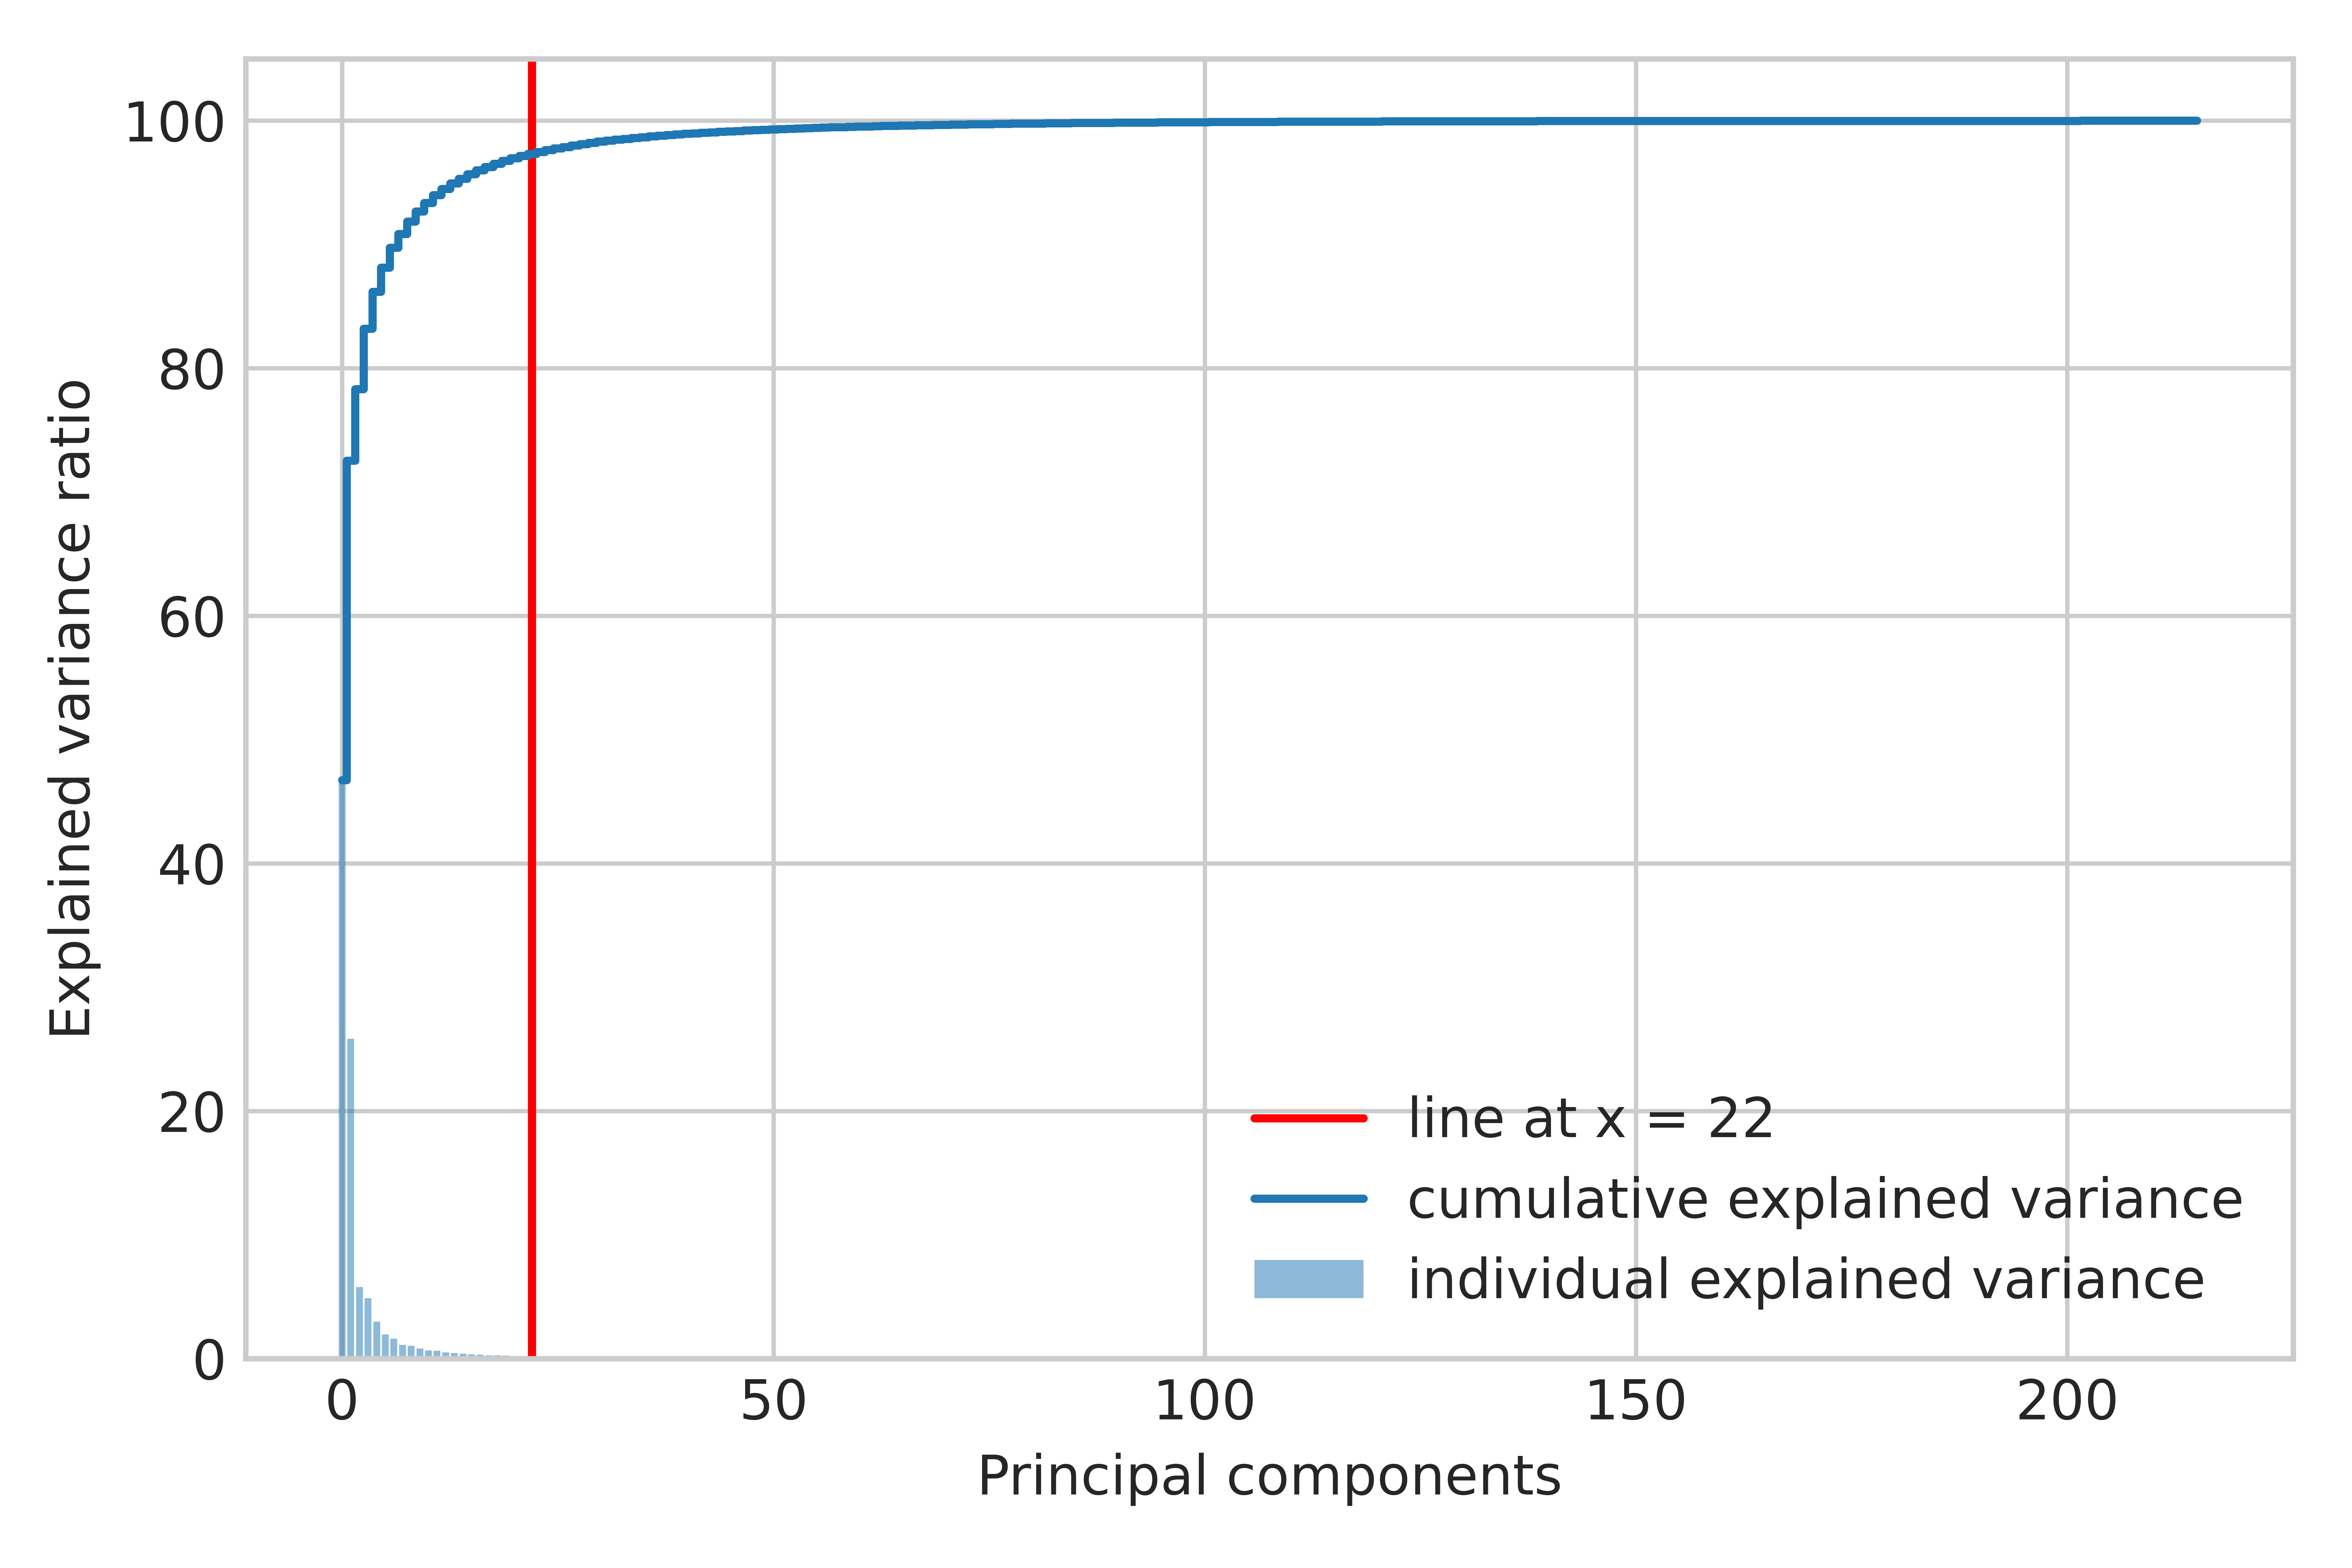 100
80
60
40
20
0
Explained variance ratio
line at x = 22
cumulative explained variance
individual explained variance
0 50 100 150 200
Principal components